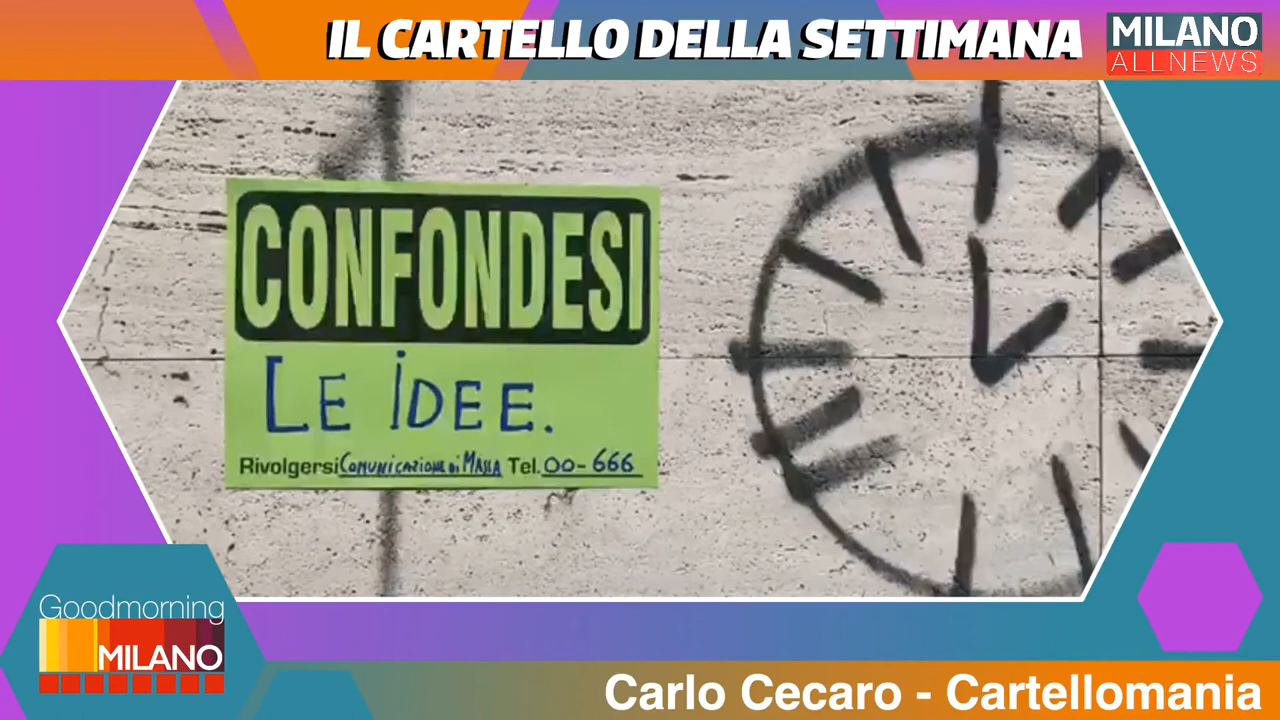 IL CARTELLO DELLA SETTIMANA
MILANO
ALLNEWS
CONFONDESI
LE IDEE.
Rivolgersi COMUNICAZIONE DI MASSA Tel. 00-666
Goodmorning
MILANO
Carlo Cecaro - Cartellomania